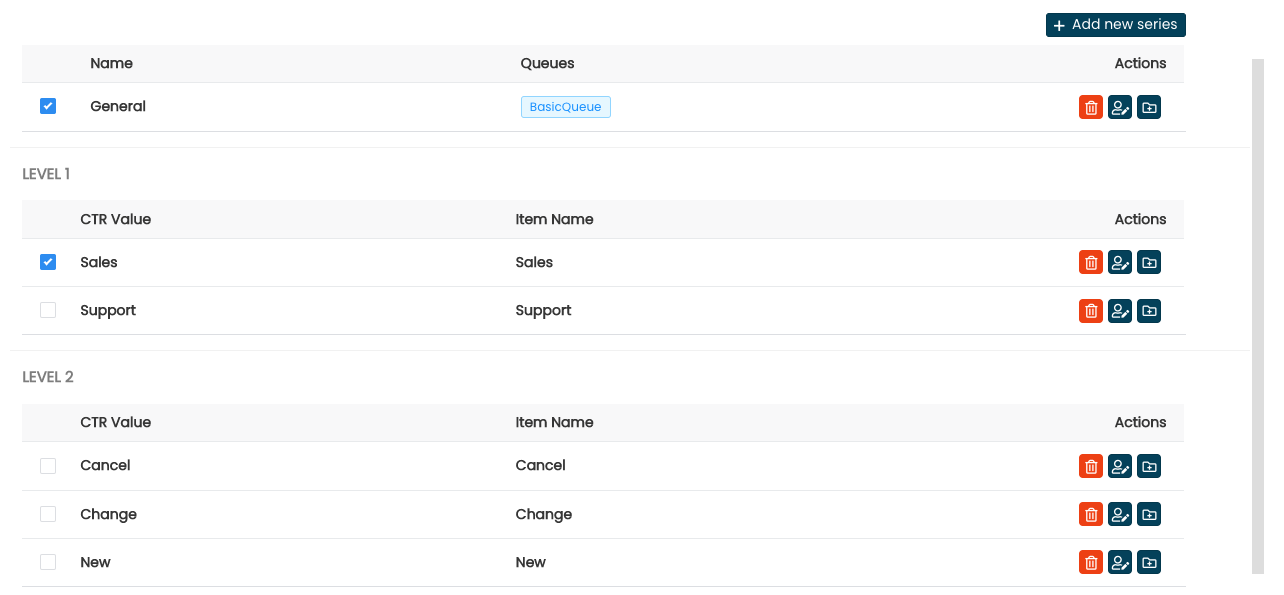 + Add new series
Name Queues Actions
General BasicQueue
LEVEL 1
CTR Value Item Name Actions
Sales Sales
Support Support
LEVEL 2
CTR Value Item Name Actions
Cancel Cancel
Change Change
New New